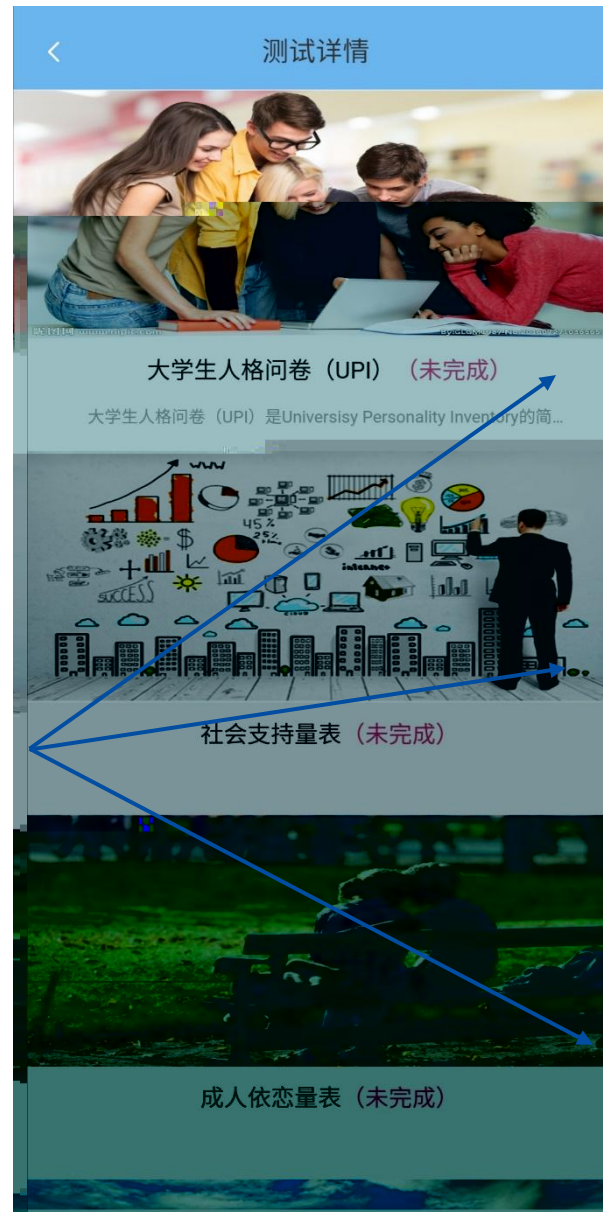 测试详情
大学生人格问卷（UPI）（未完成）
大学生人格问卷（UPI）是Universisy Personality Inventory的简...
45%
25%
internet
SUCCESS
CLOUD
社会支持量表（未完成）
成人依恋量表（未完成）